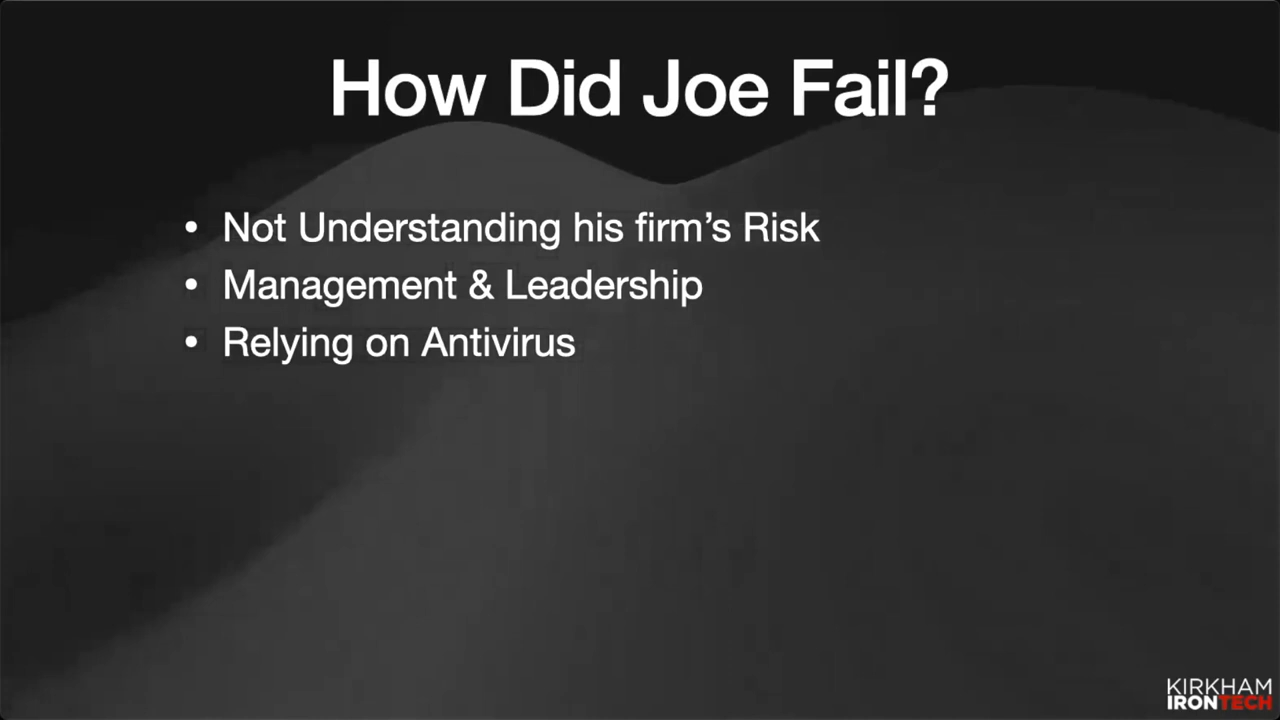 How Did Joe Fail?
• Not Understanding his firm’s Risk
• Management & Leadership
• Relying on Antivirus
KIRKHAM
IRONTECH